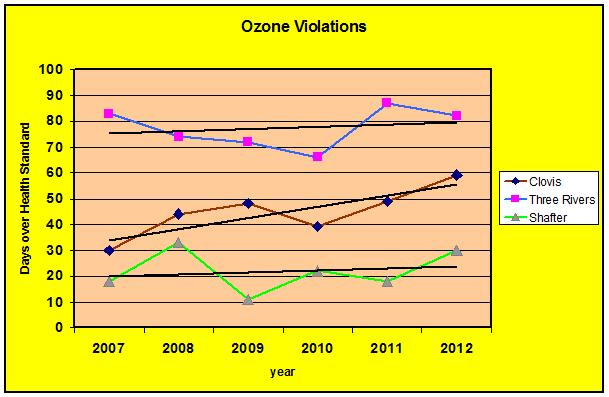 Ozone Violations
Days over Health Standard
100
90
80
70
60
50
40
30
20
10
0
2007 2008 2009 2010 2011 2012
year
Clovis
Three Rivers
Shafter